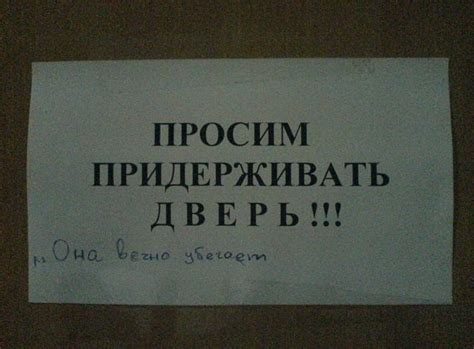 ПРОСИМ
ПРИДЕРЖИВАТЬ
ДВЕРЬ!!!
Она вечно убегает